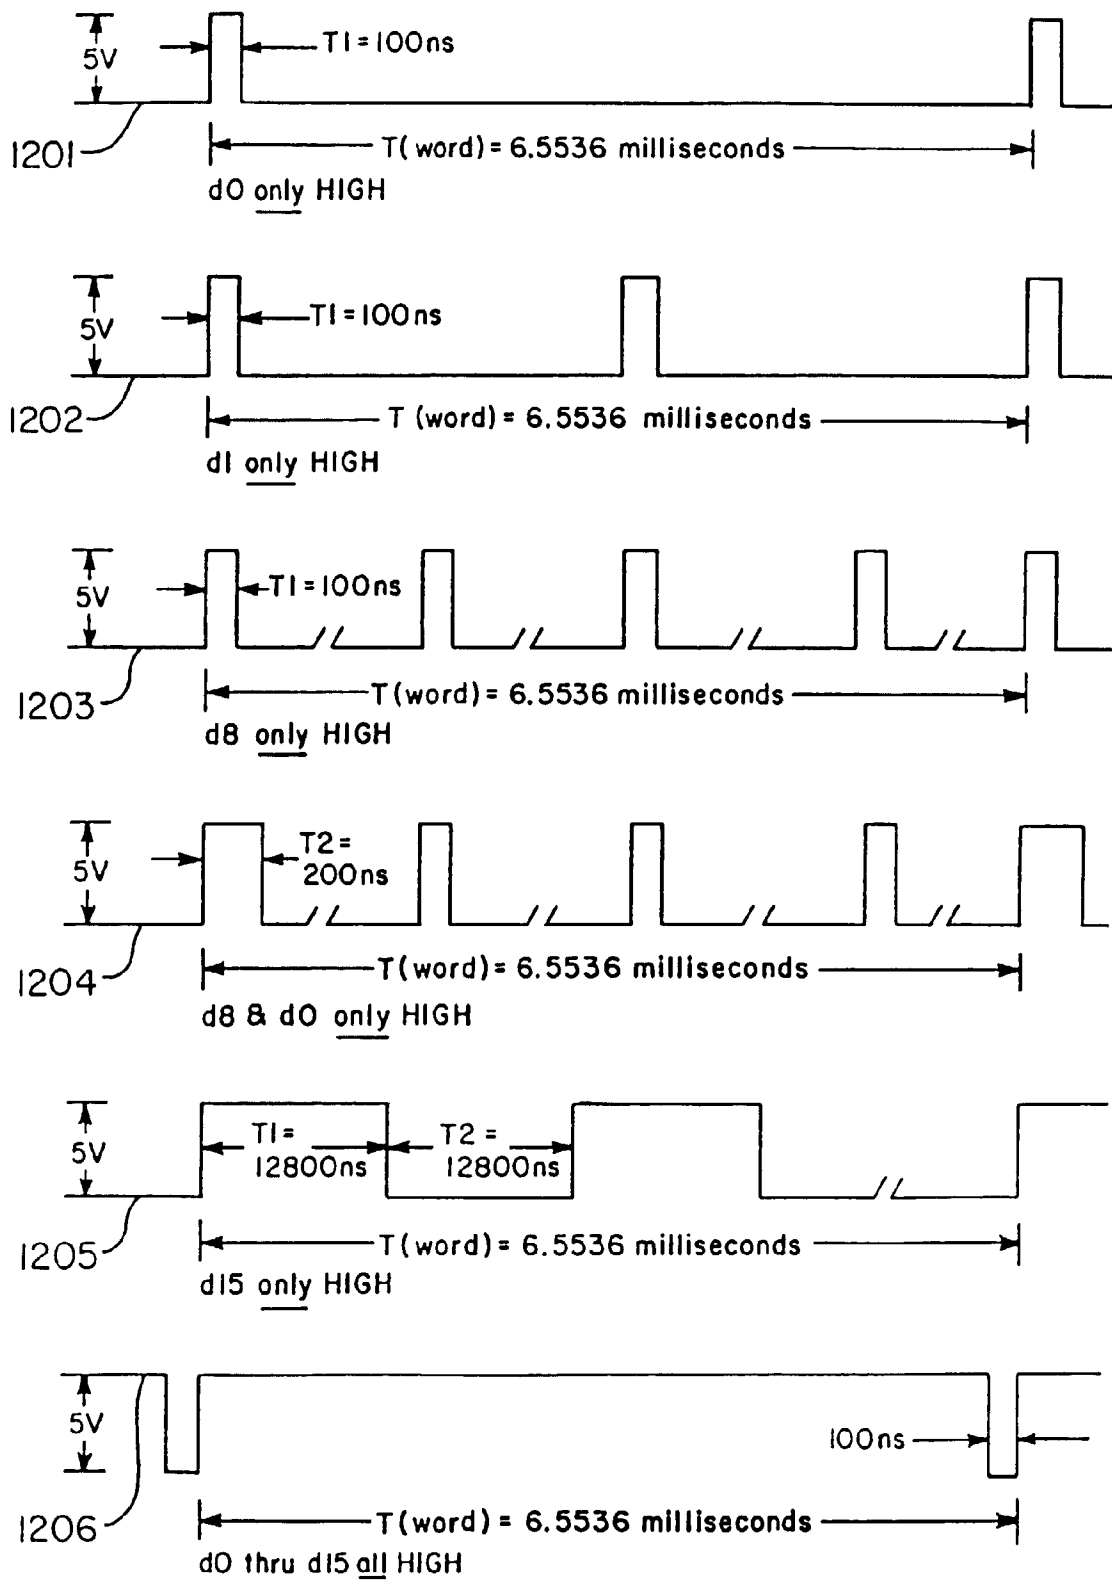 5V
T1 = 100ns
1201
T(word) = 6.5536 milliseconds
d0 only HIGH
5V
T1 = 100ns
1202
T (word) = 6.5536 milliseconds
d1 only HIGH
5V
T1 = 100ns
1203
T(word) = 6.5536 milliseconds
d8 only HIGH
5V
T2 =
200ns
1204
T(word) = 6.5536 milliseconds
d8 & d0 only HIGH
5V
T1 =
12800ns
T2 =
12800ns
1205
T(word) = 6.5536 milliseconds
d15 only HIGH
5V
100ns
1206
T(word) = 6.5536 milliseconds
d0 thru d15 all HIGH